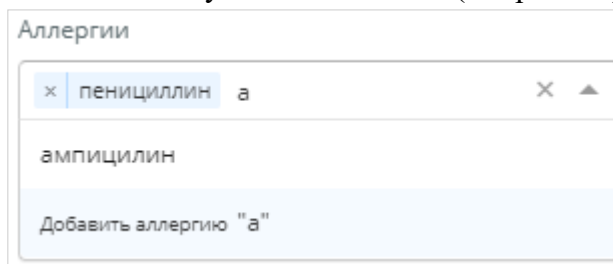 Аллергии
× пенициллин а
ампицилин
Добавить аллергию "а"